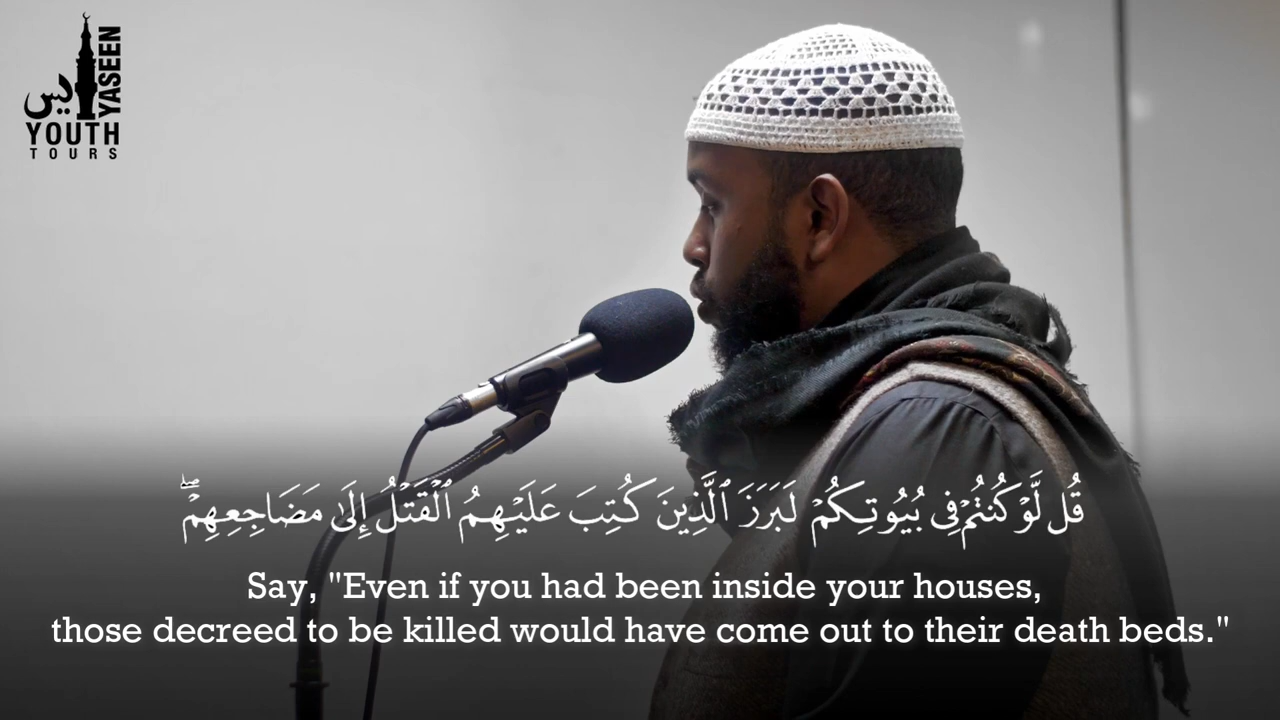 يس
YASEEN
YOUTH
TOURS
قُل لَّوْ كُنتُمْ فِى بُيُوتِكُمْ لَبَرَزَ ٱلَّذِينَ كُتِبَ عَلَيْهِمُ ٱلْقَتْلُ إِلَىٰ مَضَاجِعِهِمْ ۖ
Say, "Even if you had been inside your houses,
those decreed to be killed would have come out to their death beds."